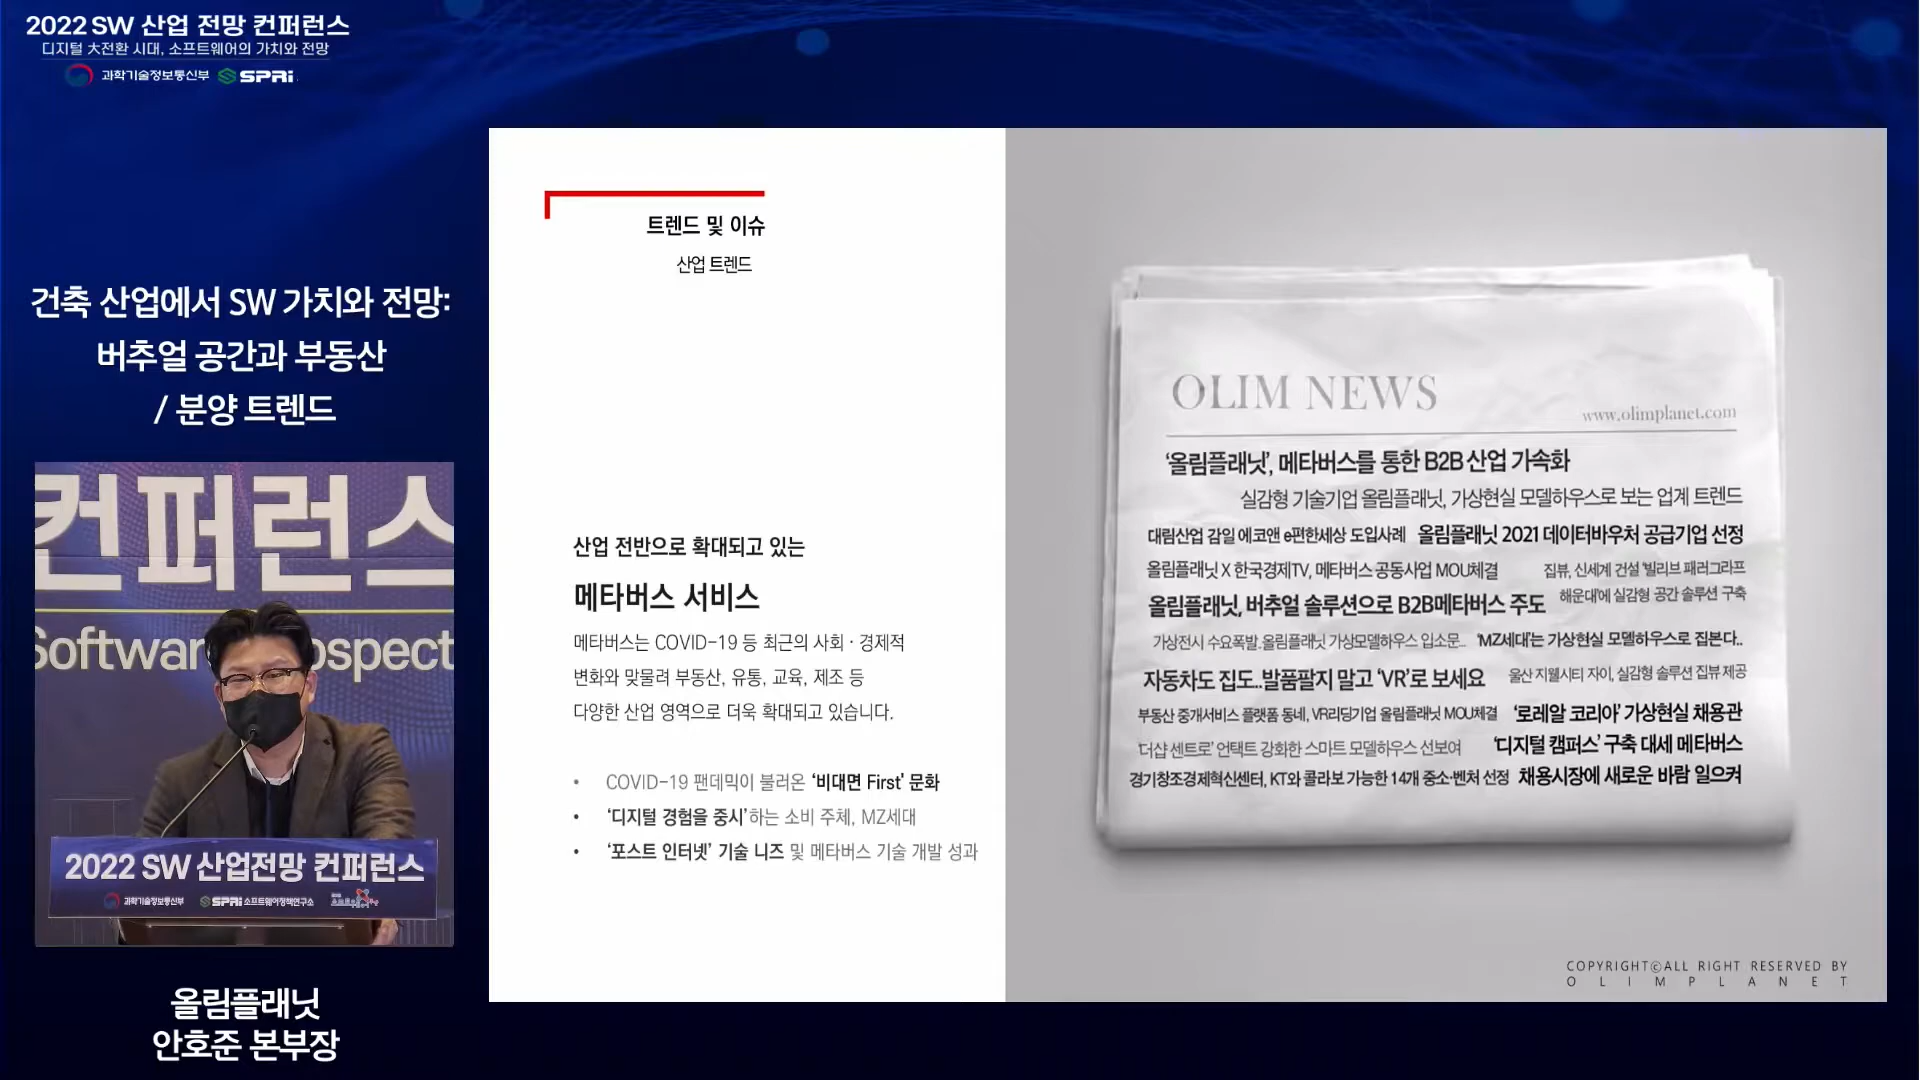 2022 SW 산업 전망 컨퍼런스
디지털 大전환 시대, 소프트웨어의 가치와 전망
과학기술정보통신부 SPRi
건축 산업에서 SW 가치와 전망:
버추얼 공간과 부동산
/ 분양 트렌드
컨퍼런스
Software
ospect
2022 SW 산업전망 컨퍼런스
과학기술정보통신부 SPRi 소프트웨어정책연구소
올림플래닛
안호준 본부장
트렌드 및 이슈
산업 트렌드
산업 전반으로 확대되고 있는
메타버스 서비스
메타버스는 COVID-19 등 최근의 사회 · 경제적
변화와 맞물려 부동산, 유통, 교육, 제조 등
다양한 산업 영역으로 더욱 확대되고 있습니다.
• COVID-19 팬데믹이 불러온 ‘비대면 First' 문화
• ‘디지털 경험을 중시’하는 소비 주체, MZ세대
• ‘포스트 인터넷’ 기술 니즈 및 메타버스 기술 개발 성과
OLIM NEWS
www.olimplanet.com
‘올림플래닛’, 메타버스를 통한 B2B 산업 가속화
실감형 기술기업 올림플래닛, 가상현실 모델하우스로 보는 업계 트렌드
대림산업 감일 에코앤 e편한세상 도입사례 올림플래닛 2021 데이터바우처 공급기업 선정
올림플래닛 X 한국경제TV, 메타버스 공동사업 MOU체결
집뷰, 신세계 건설 ‘빌리브 패러그라프
해운대’에 실감형 공간 솔루션 구축
올림플래닛, 버추얼 솔루션으로 B2B메타버스 주도
가상전시 수요폭발.올림플래닛 가상모델하우스 입소문... ‘MZ세대’는 가상현실 모델하우스로 집본다..
자동차도 집도..발품팔지 말고 ‘VR’로 보세요 울산 지웰시티 자이, 실감형 솔루션 집뷰 제공
부동산 중개서비스 플랫폼 동네, VR리딩기업 올림플래닛 MOU체결 ‘로레알 코리아’ 가상현실 채용관
‘더샵 센트로’ 언택트 강화한 스마트 모델하우스 선보여 ‘디지털 캠퍼스’ 구축 대세 메타버스
경기창조경제혁신센터, KT와 콜라보 가능한 14개 중소·벤처 선정 채용시장에 새로운 바람 일으켜
COPYRIGHTⓒALL RIGHT RESERVED BY
OLIMPLANET